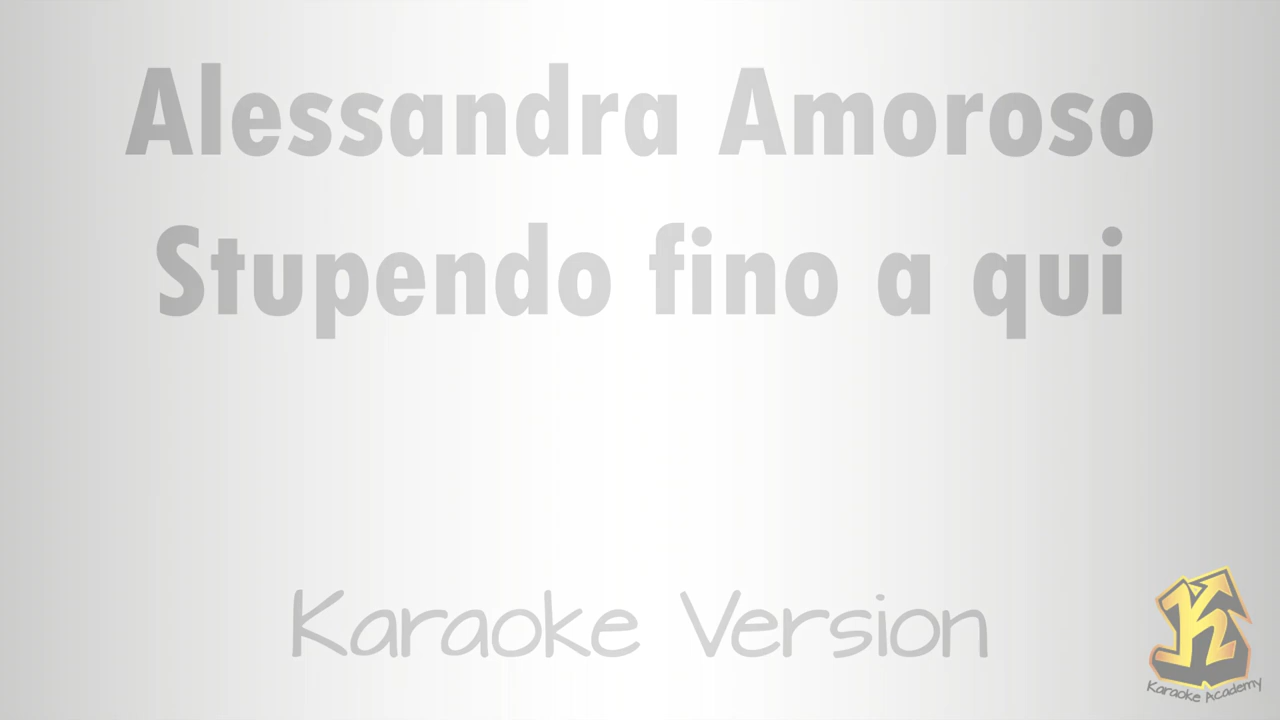 Alessandra Amoroso
Stupendo fino a qui
Karaoke Version
K
Karaoke Academy